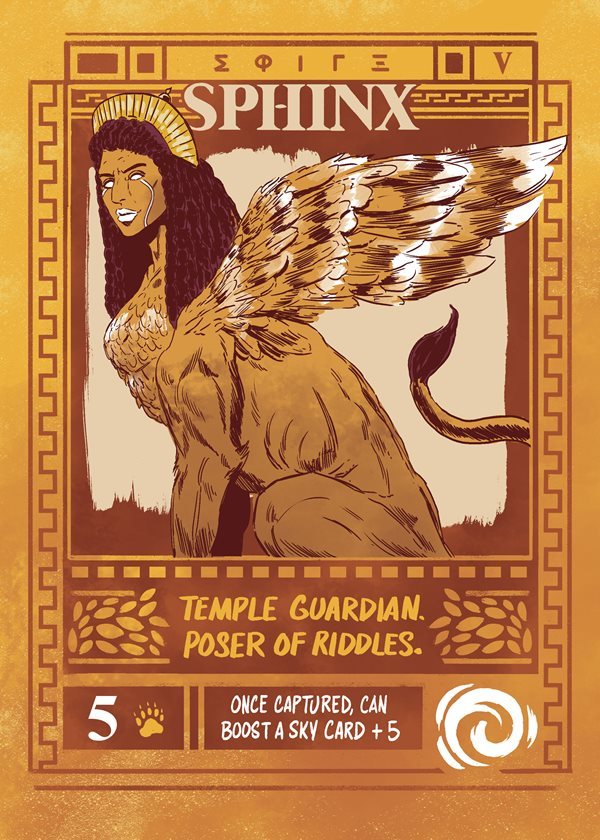 ΣΦΙΓΞ V
SPHINX
TEMPLE GUARDIAN.
POSER OF RIDDLES.
5 ONCE CAPTURED, CAN
BOOST A SKY CARD +5